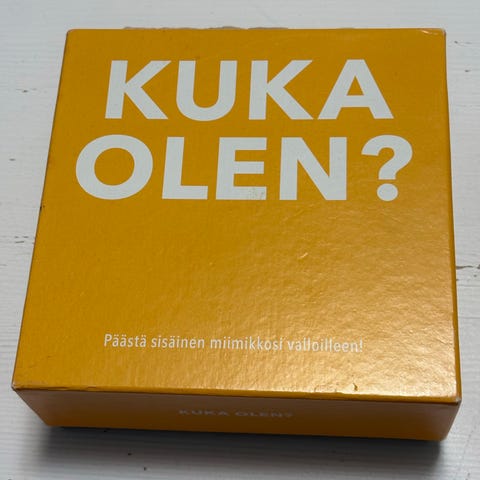 KUKA
OLEN?
Päästä sisäinen miimikkosi valloilleen!
KUKA OLEN?